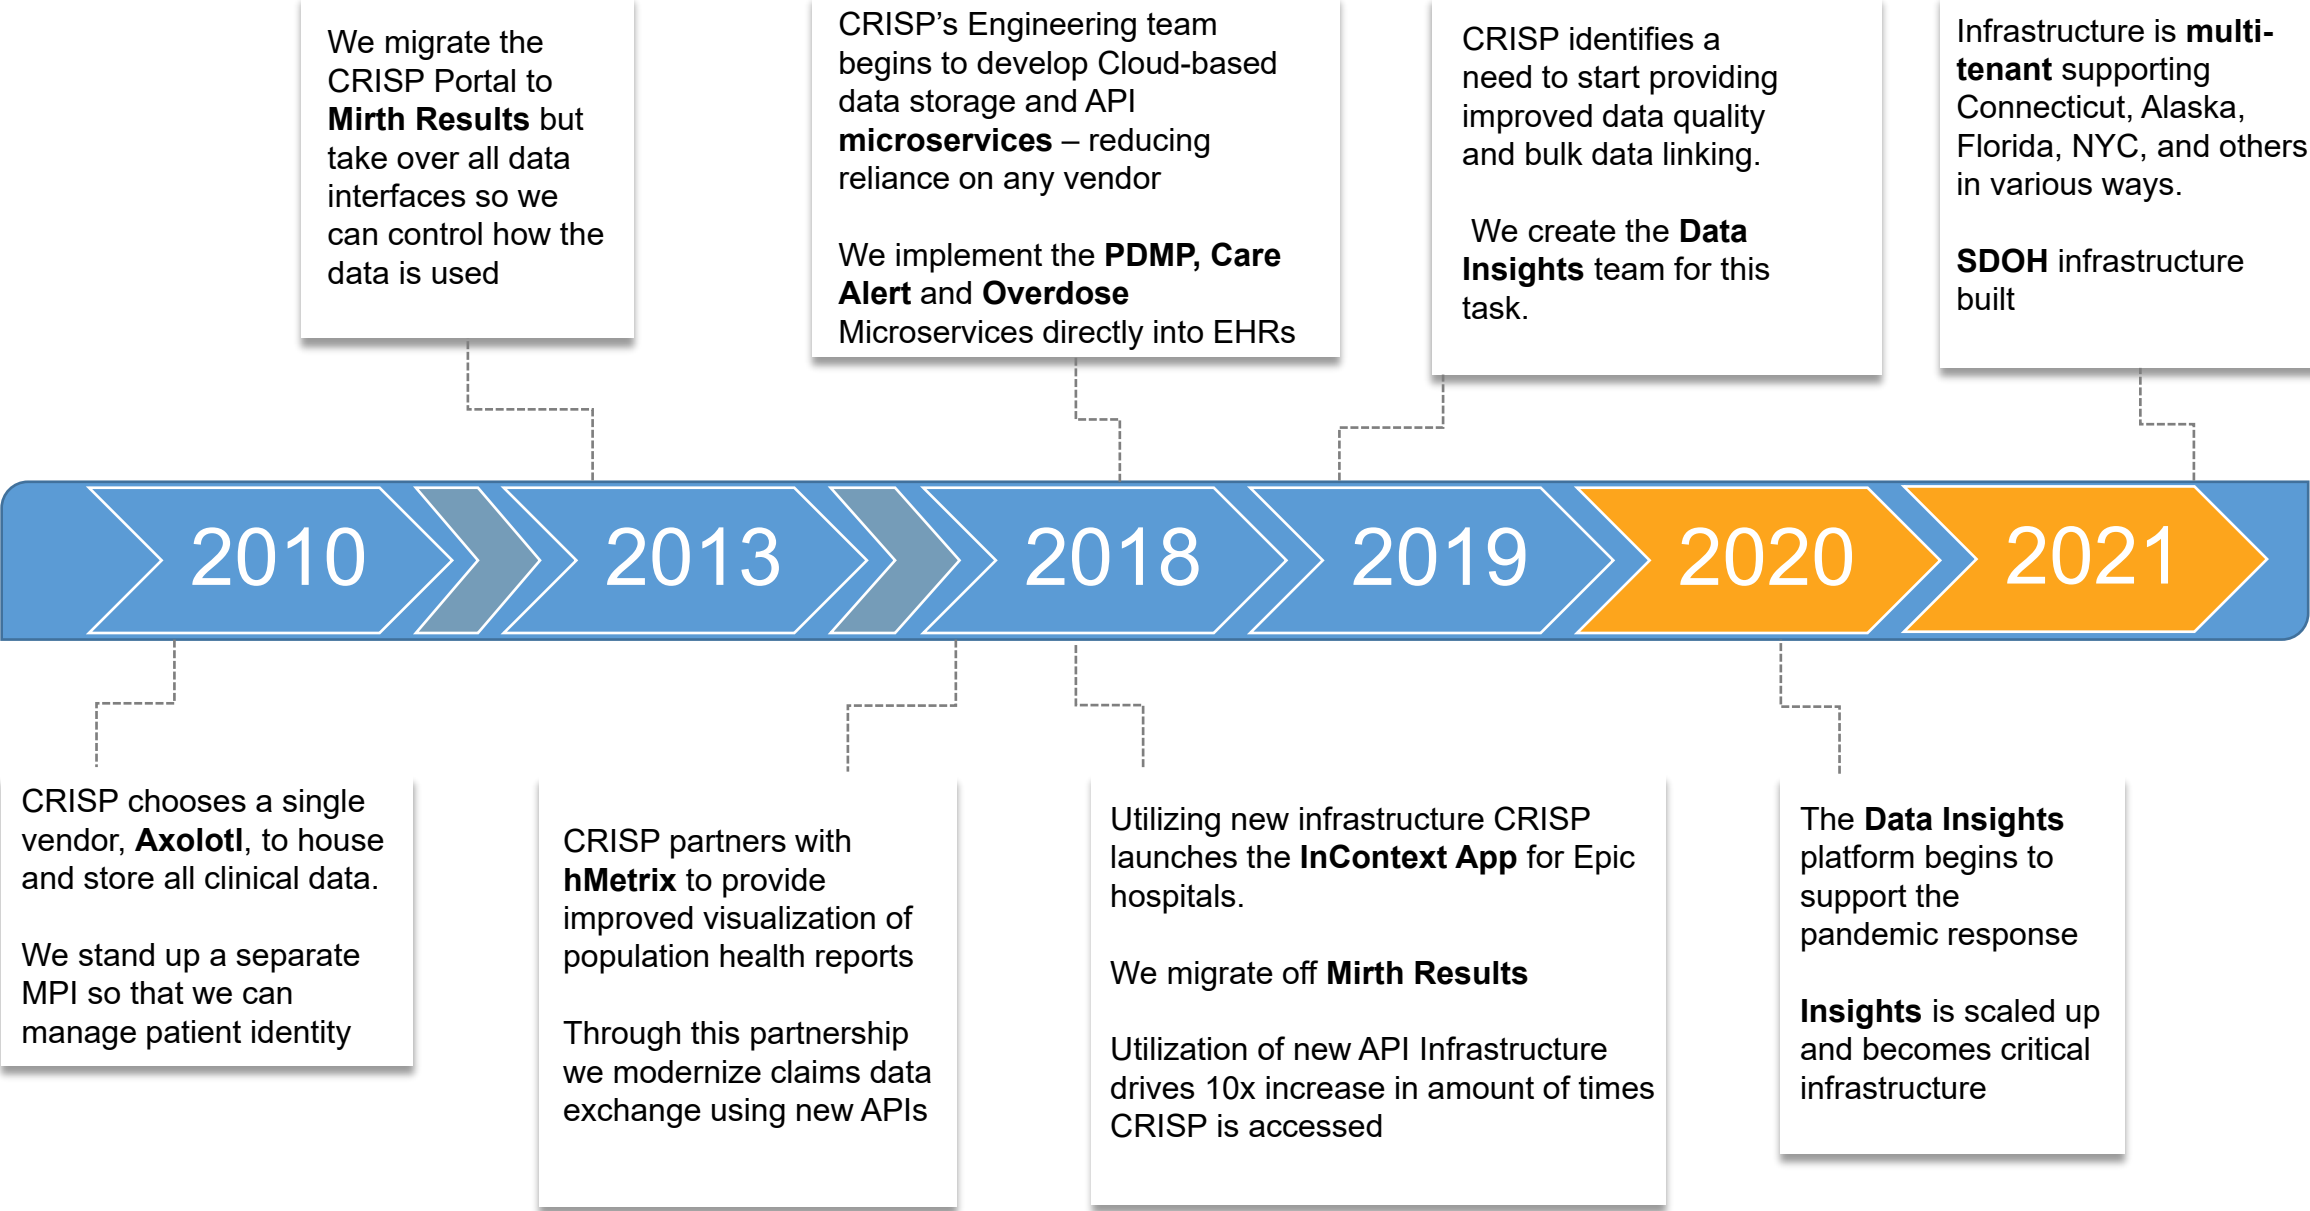 We migrate the
CRISP Portal to
Mirth Results but
take over all data
interfaces so we
can control how the
data is used
CRISP’s Engineering team
begins to develop Cloud-based
data storage and API
microservices – reducing
reliance on any vendor
We implement the PDMP, Care
Alert and Overdose
Microservices directly into EHRs
CRISP identifies a
need to start providing
improved data quality
and bulk data linking.
We create the Data
Insights team for this
task.
Infrastructure is multi-
tenant supporting
Connecticut, Alaska,
Florida, NYC, and others
in various ways.
SDOH infrastructure
built
2010
2013
2018
2019
2020
2021
CRISP chooses a single
vendor, Axolotl, to house
and store all clinical data.
We stand up a separate
MPI so that we can
manage patient identity
CRISP partners with
hMetrix to provide
improved visualization of
population health reports
Through this partnership
we modernize claims data
exchange using new APIs
Utilizing new infrastructure CRISP
launches the InContext App for Epic
hospitals.
We migrate off Mirth Results
Utilization of new API Infrastructure
drives 10x increase in amount of times
CRISP is accessed
The Data Insights
platform begins to
support the
pandemic response
Insights is scaled up
and becomes critical
infrastructure